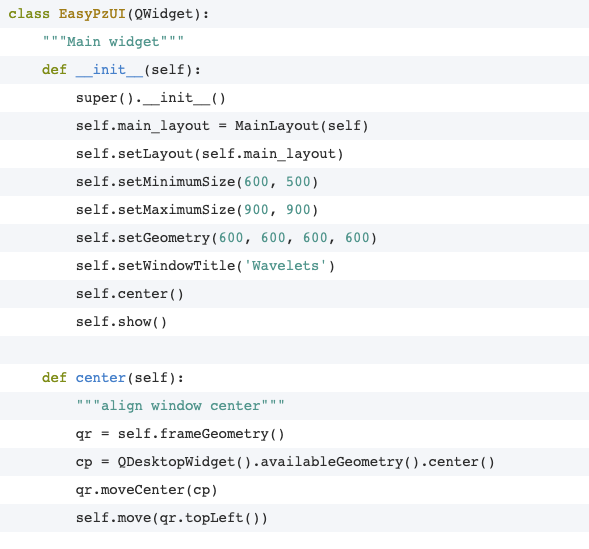 class EasyPzUI(QWidget):
    """Main widget"""
    def __init__(self):
        super().__init__()
        self.main_layout = MainLayout(self)
        self.setLayout(self.main_layout)
        self.setMinimumSize(600, 500)
        self.setMaximumSize(900, 900)
        self.setGeometry(600, 600, 600, 600)
        self.setWindowTitle('Wavelets')
        self.center()
        self.show()

    def center(self):
        """align window center"""
        qr = self.frameGeometry()
        cp = QDesktopWidget().availableGeometry().center()
        qr.moveCenter(cp)
        self.move(qr.topLeft())